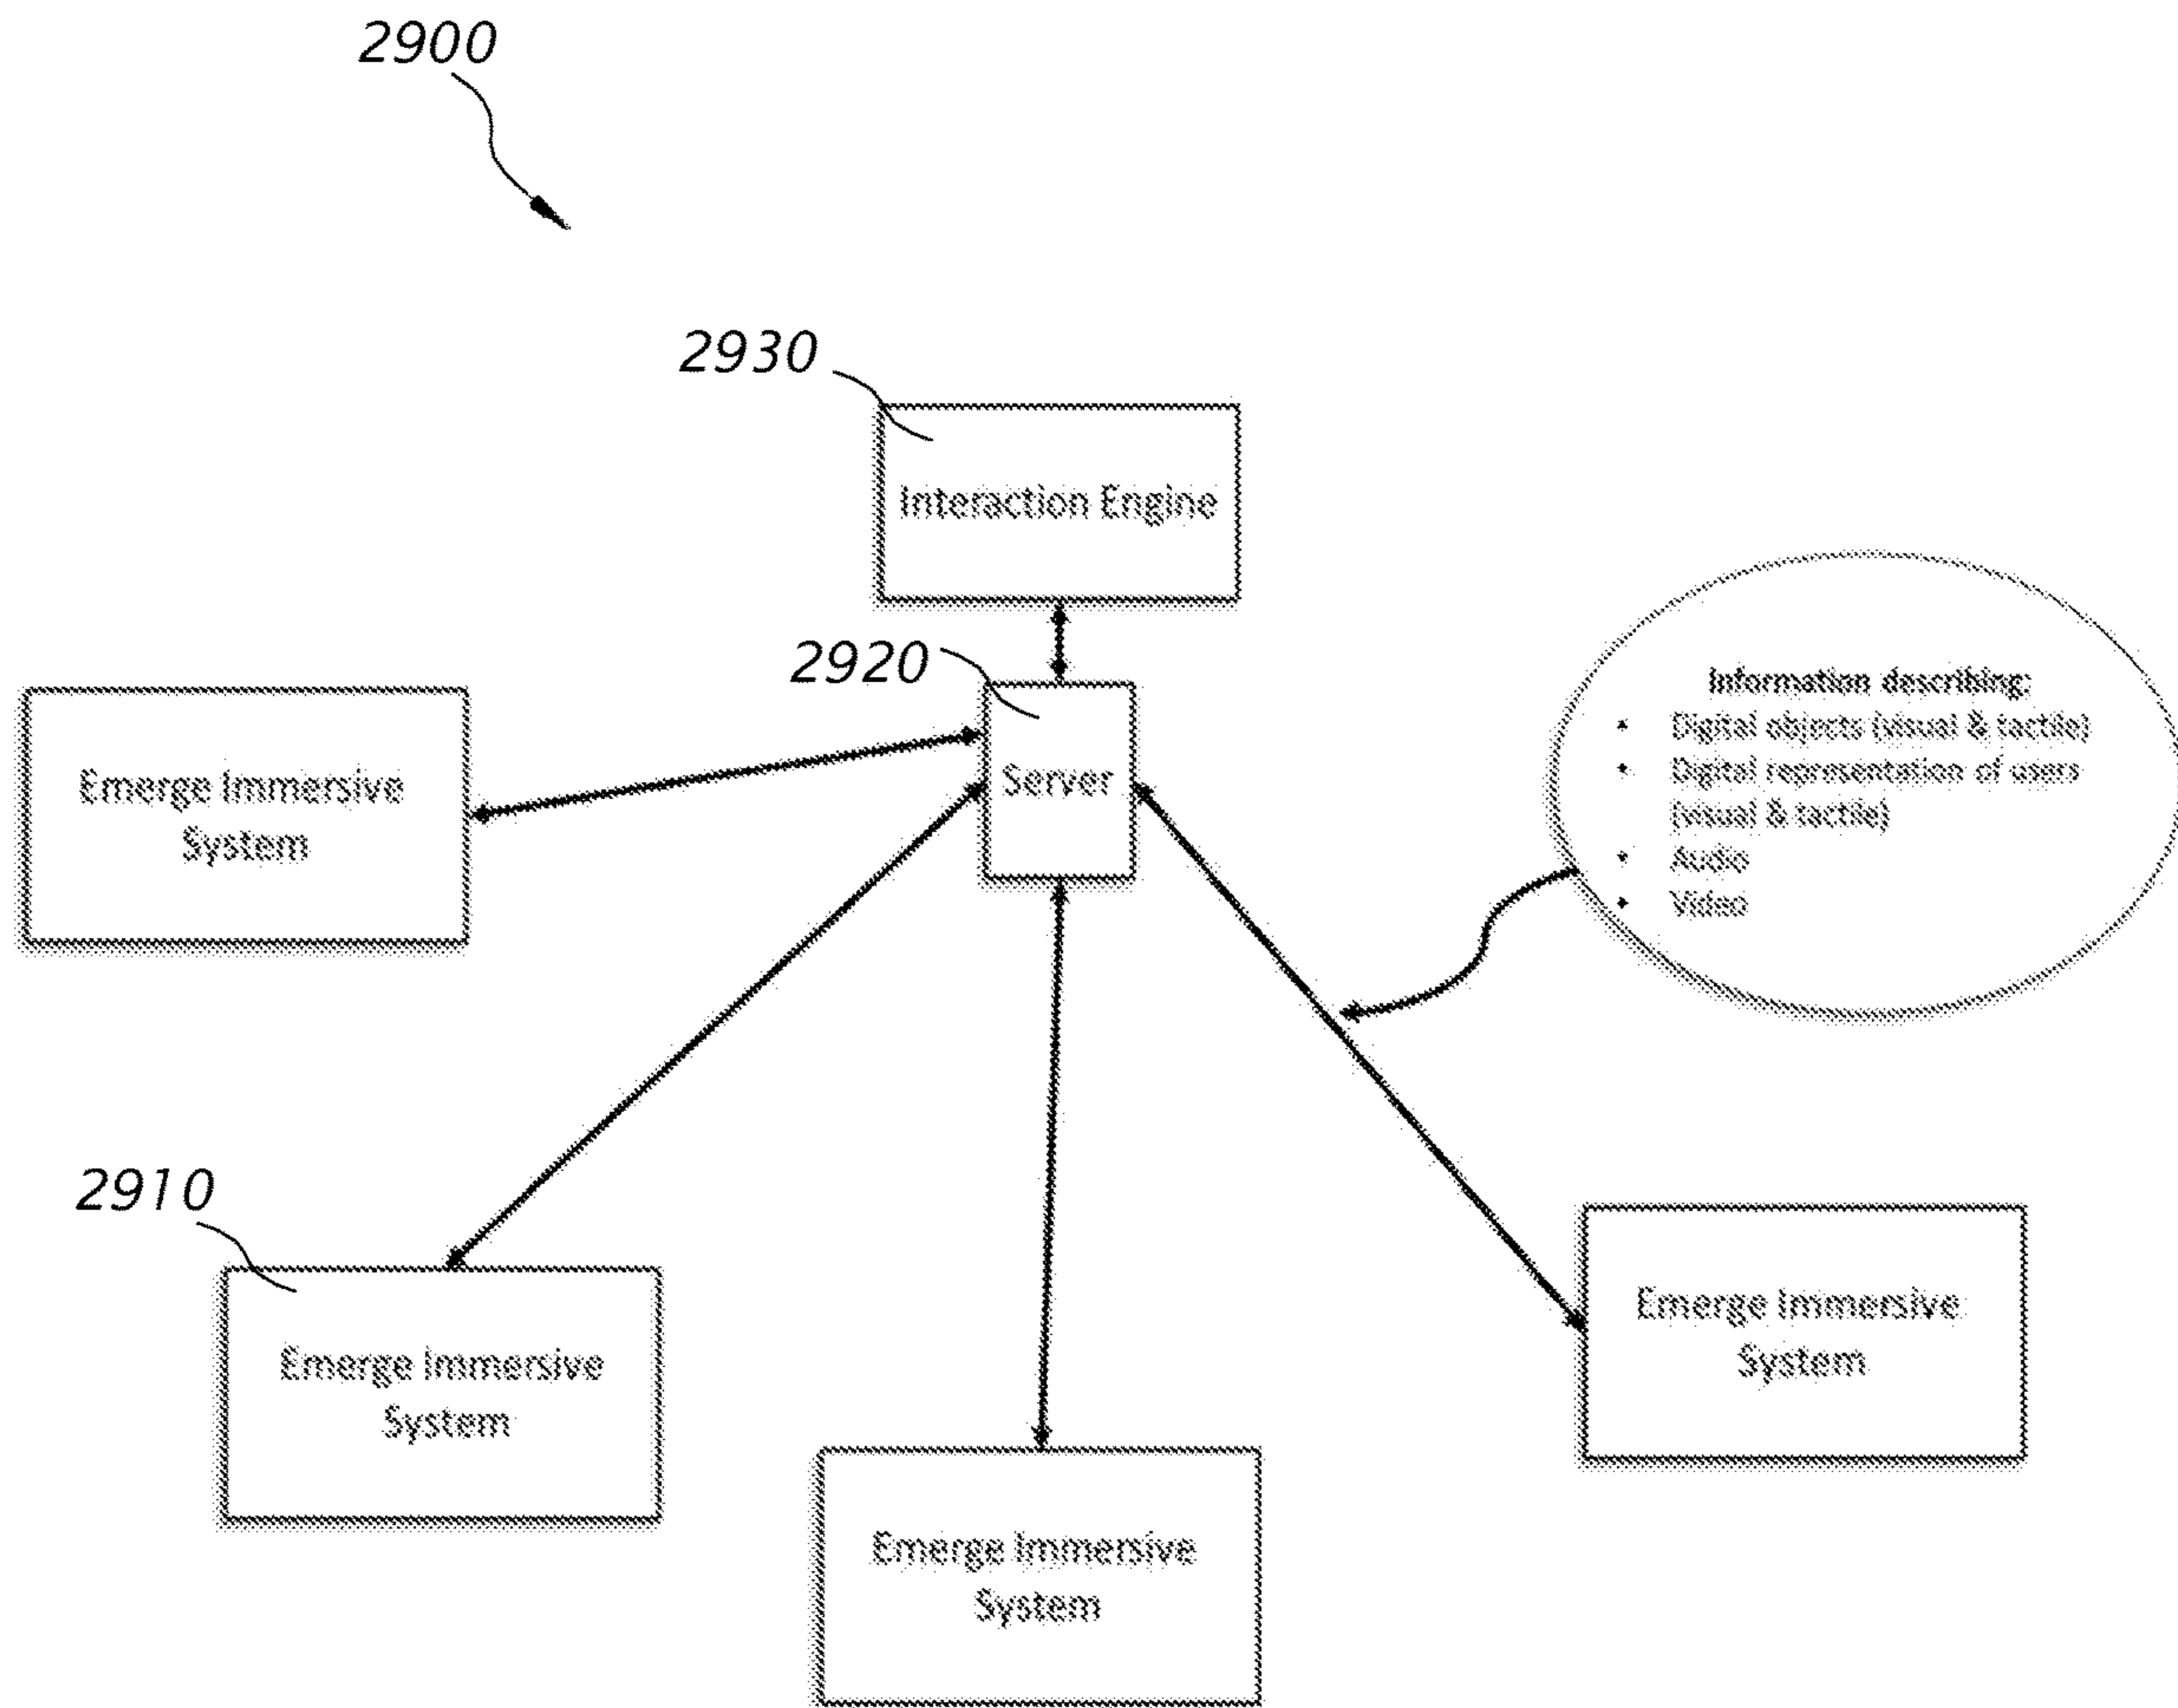 2900
2930
Interaction Engine
2920
Server
Information describing:
• Digital objects (visual & tactile)
• Digital representation of users
(visual & tactile)
• Audio
• Video
Emerge Immersive
System
2910
Emerge Immersive
System
Emerge Immersive
System
Emerge Immersive
System